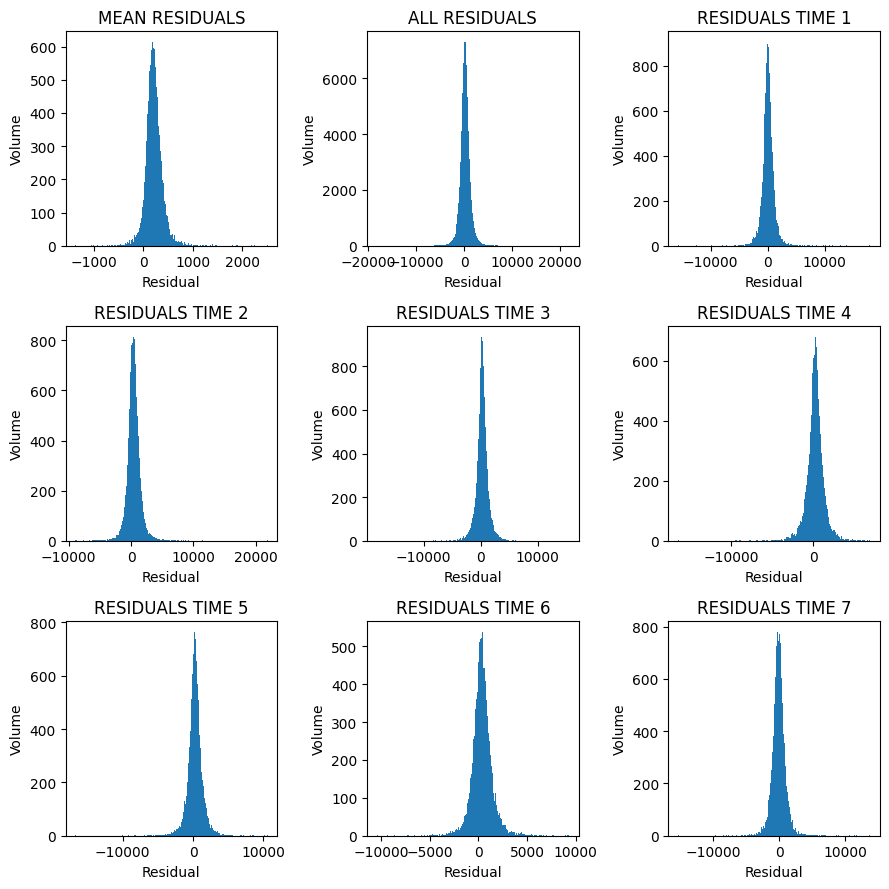 MEAN RESIDUALS
600
500
400
300
200
100
0
Volume
−1000 0 1000 2000
Residual
ALL RESIDUALS
6000
4000
2000
0
Volume
−20000 −10000 0 10000 20000
Residual
RESIDUALS TIME 1
800
600
400
200
0
Volume
−10000 0 10000
Residual
RESIDUALS TIME 2
800
600
400
200
0
Volume
−10000 0 10000 20000
Residual
RESIDUALS TIME 3
800
600
400
200
0
Volume
−10000 0 10000
Residual
RESIDUALS TIME 4
600
400
200
0
Volume
−10000 0
Residual
RESIDUALS TIME 5
800
600
400
200
0
Volume
−10000 0 10000
Residual
RESIDUALS TIME 6
500
400
300
200
100
0
Volume
−10000 −5000 0 5000 10000
Residual
RESIDUALS TIME 7
800
600
400
200
0
Volume
−10000 0 10000
Residual